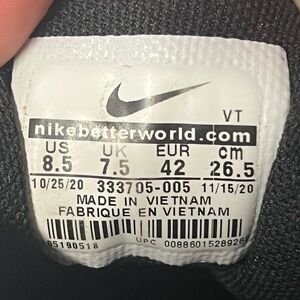 VT
nikebetterworld.com
US UK EUR cm
8.5 7.5 42 26.5
10/25/20 333705-005 11/15/20
MADE IN VIETNAM
FABRIQUE EN VIETNAM
UPC